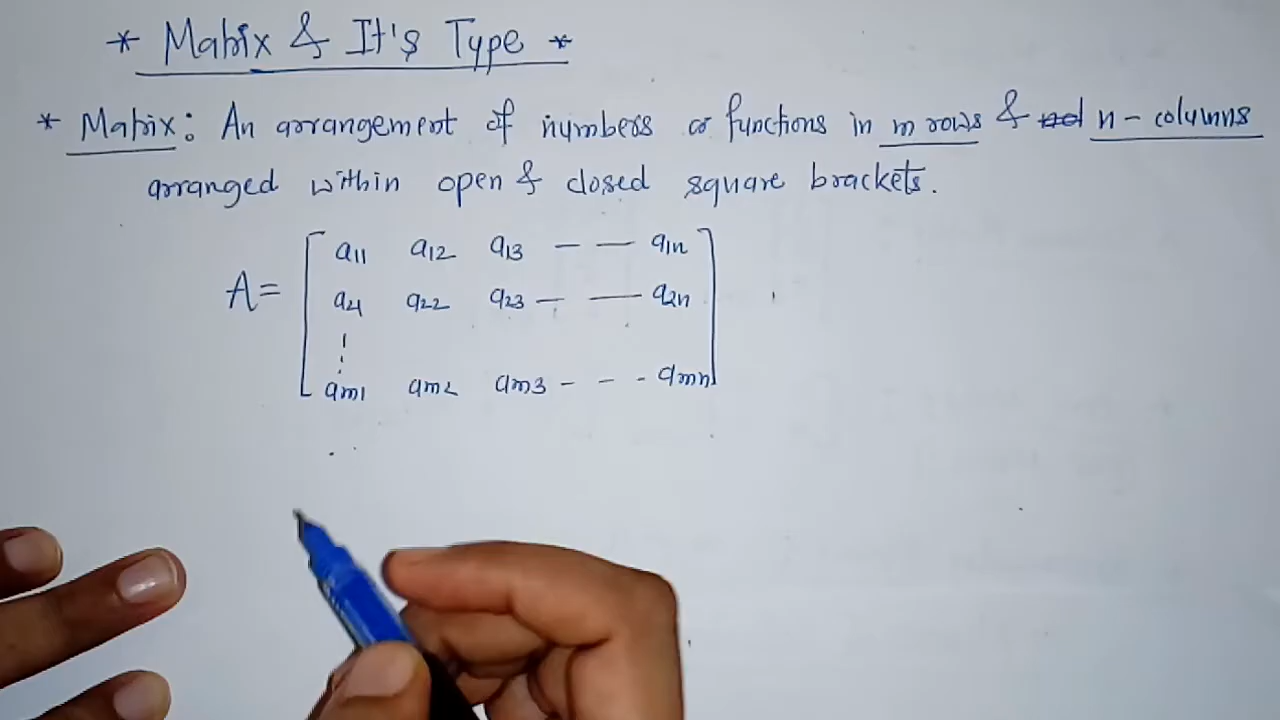 * Matrix & It's Type *
* Matrix: An arrangement of numbers or functions in m rows & n - columns
arranged within open & closed square brackets.
A = [ a11 a12 a13 — — a1n
a21 a22 a23 — — a2n
am1 am2 am3 - - - amn ]